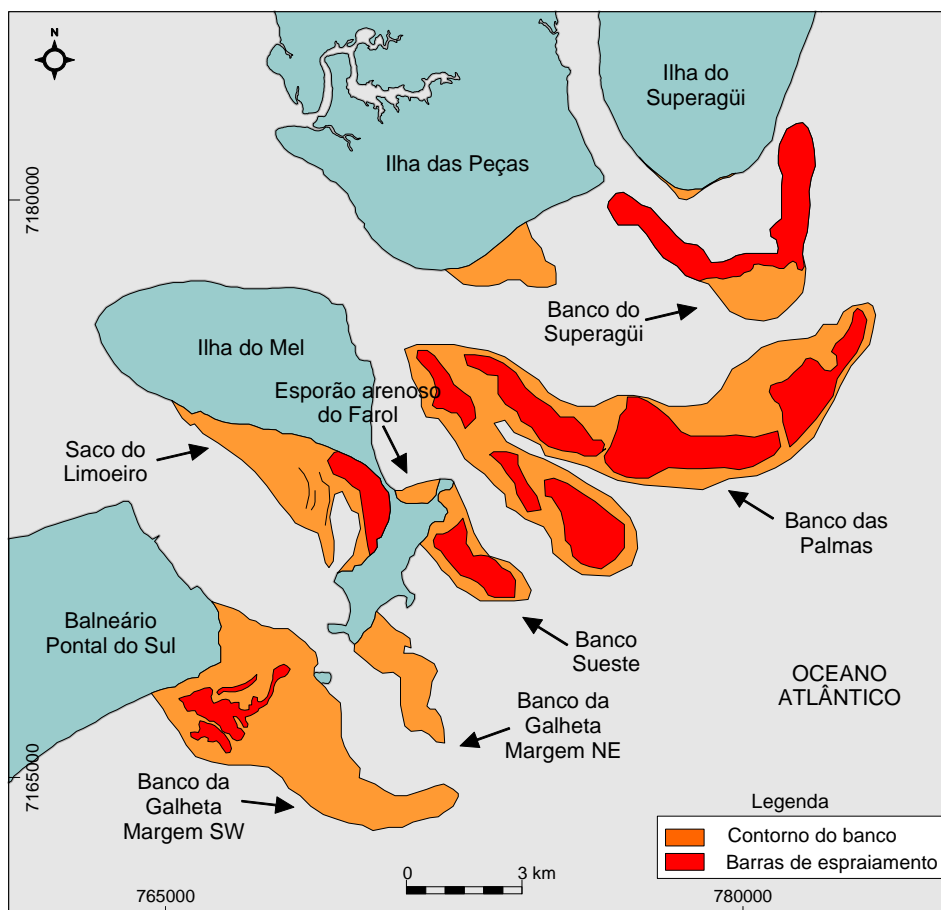 N
Ilha do
Superagüi
Ilha das Peças
7180000
Banco do
Superagüi
Ilha do Mel
Esporão arenoso
do Farol
Saco do
Limoeiro
Banco das
Palmas
Balneário
Pontal do Sul
Banco
Sueste
OCEANO
ATLÂNTICO
Banco da
Galheta
Margem NE
7165000
Banco da
Galheta
Margem SW
Legenda
Contorno do banco
Barras de espraiamento
0 3 km
765000 780000